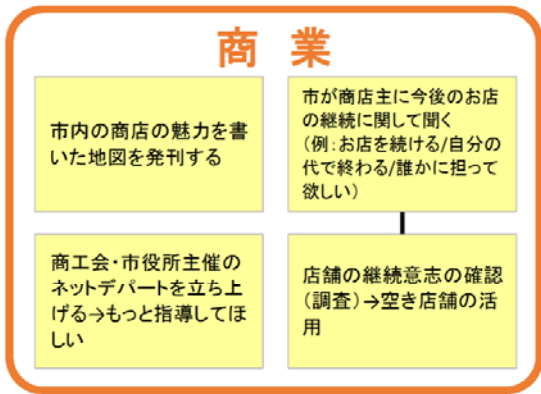 商 業
市内の商店の魅力を書
いた地図を発刊する
市が商店主に今後のお店
の継続に関して聞く
（例：お店を続ける/自分の
代で終わる/誰かに担って
欲しい）
商工会・市役所主催の
ネットデパートを立ち上
げる→もっと指導してほ
しい
店舗の継続意志の確認
（調査）→空き店舗の活
用